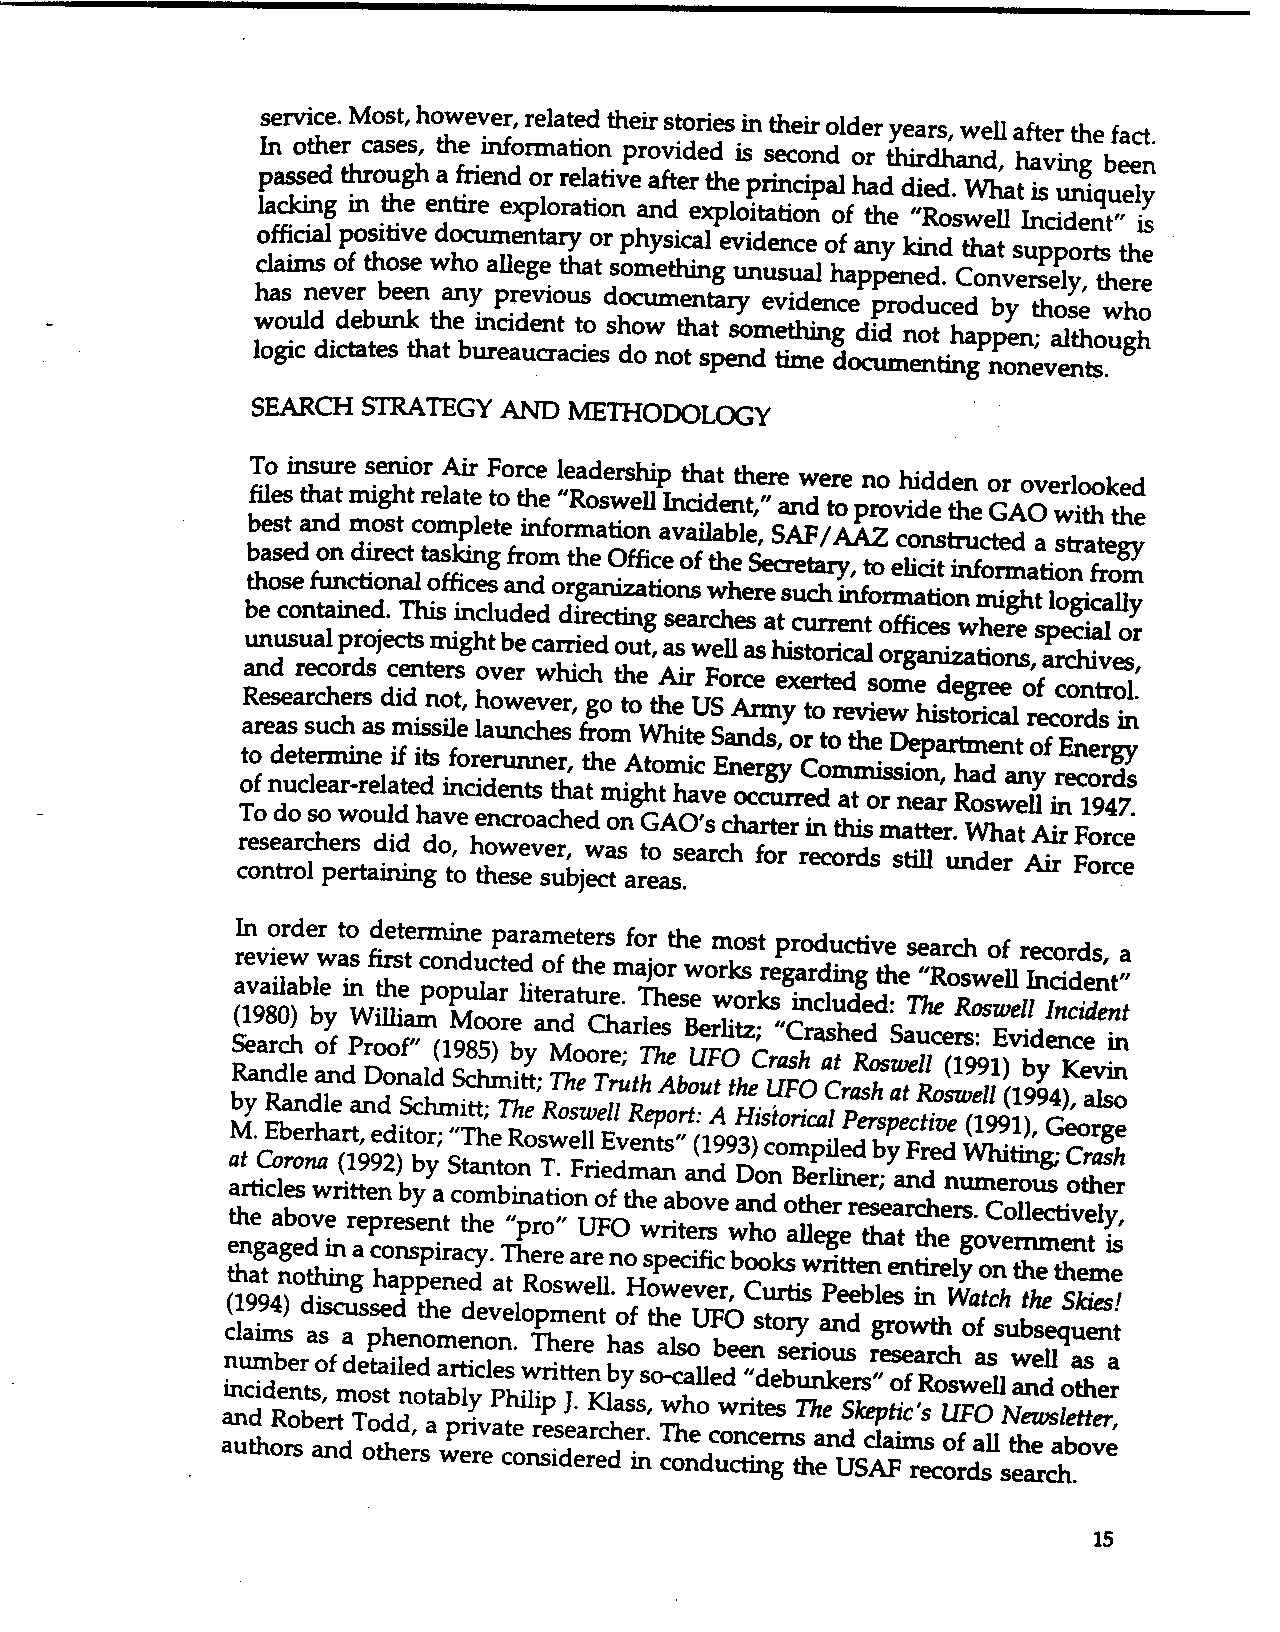 service. Most, however, related their stories in their older years, well after the fact.
In other cases, the information provided is second or thirdhand, having been
passed through a friend or relative after the principal had died. What is uniquely
lacking in the entire exploration and exploitation of the "Roswell Incident" is
official positive documentary or physical evidence of any kind that supports the
claims of those who allege that something unusual happened. Conversely, there
has never been any previous documentary evidence produced by those who
would debunk the incident to show that something did not happen; although
logic dictates that bureaucracies do not spend time documenting nonevents.
SEARCH STRATEGY AND METHODOLOGY
To insure senior Air Force leadership that there were no hidden or overlooked
files that might relate to the "Roswell Incident," and to provide the GAO with the
best and most complete information available, SAF/AAZ constructed a strategy
based on direct tasking from the Office of the Secretary, to elicit information from
those functional offices and organizations where such information might logically
be contained. This included directing searches at current offices where special or
unusual projects might be carried out, as well as historical organizations, archives,
and records centers over which the Air Force exerted some degree of control.
Researchers did not, however, go to the US Army to review historical records in
areas such as missile launches from White Sands, or to the Department of Energy
to determine if its forerunner, the Atomic Energy Commission, had any records
of nuclear-related incidents that might have occurred at or near Roswell in 1947.
To do so would have encroached on GAO's charter in this matter. What Air Force
researchers did do, however, was to search for records still under Air Force
control pertaining to these subject areas.
In order to determine parameters for the most productive search of records, a
review was first conducted of the major works regarding the "Roswell Incident"
available in the popular literature. These works included: The Roswell Incident
(1980) by William Moore and Charles Berlitz; "Crashed Saucers: Evidence in
Search of Proof" (1985) by Moore; The UFO Crash at Roswell (1991) by Kevin
Randle and Donald Schmitt; The Truth About the UFO Crash at Roswell (1994), also
by Randle and Schmitt; The Roswell Report: A Historical Perspective (1991), George
M. Eberhart, editor; "The Roswell Events" (1993) compiled by Fred Whiting; Crash
at Corona (1992) by Stanton T. Friedman and Don Berliner; and numerous other
articles written by a combination of the above and other researchers. Collectively,
the above represent the "pro" UFO writers who allege that the government is
engaged in a conspiracy. There are no specific books written entirely on the theme
that nothing happened at Roswell. However, Curtis Peebles in Watch the Skies!
(1994) discussed the development of the UFO story and growth of subsequent
claims as a phenomenon. There has also been serious research as well as a
number of detailed articles written by so-called "debunkers" of Roswell and other
incidents, most notably Philip J. Klass, who writes The Skeptic's UFO Newsletter,
and Robert Todd, a private researcher. The concerns and claims of all the above
authors and others were considered in conducting the USAF records search.
15